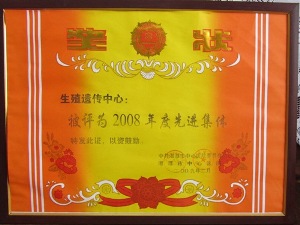 奖状
生殖遗传中心：
被评为2008年度先进集体
特发此证，以资鼓励。